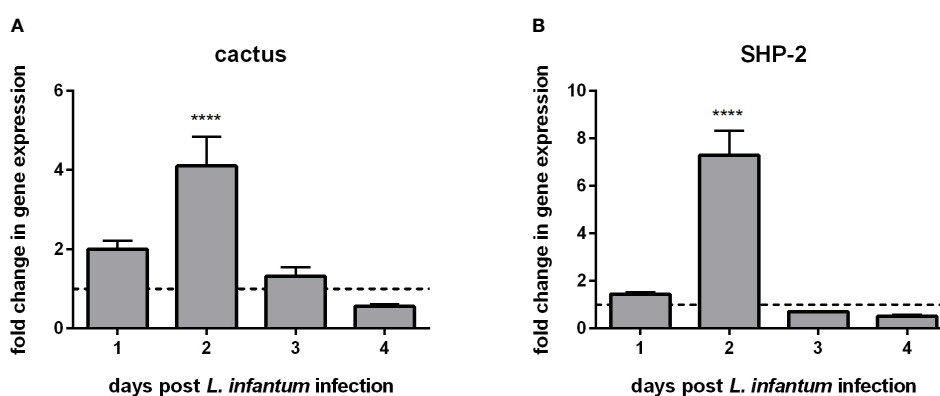 A
cactus
fold change in gene expression
6
4
2
0
****
1 2 3 4
days post L. infantum infection
B
SHP-2
fold change in gene expression
10
8
6
4
2
0
****
1 2 3 4
days post L. infantum infection